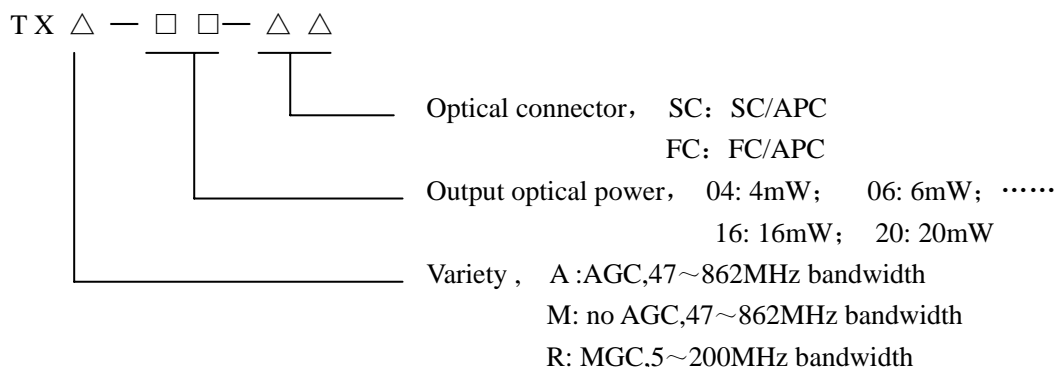 T X △ — □ □— △ △
Optical connector， SC：SC/APC
FC：FC/APC
Output optical power， 04: 4mW； 06: 6mW；……
16: 16mW； 20: 20mW
Variety , A :AGC,47～862MHz bandwidth
M: no AGC,47～862MHz bandwidth
R: MGC,5～200MHz bandwidth